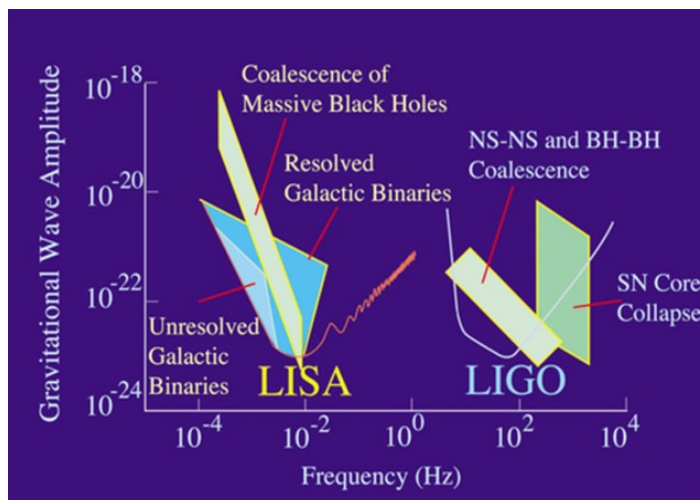 Gravitational Wave Amplitude
10^-18
10^-20
10^-22
10^-24
Coalescence of
Massive Black Holes
Resolved
Galactic Binaries
Unresolved
Galactic
Binaries
LISA
NS-NS and BH-BH
Coalescence
SN Core
Collapse
LIGO
10^-4
10^-2
10^0
10^2
10^4
Frequency (Hz)